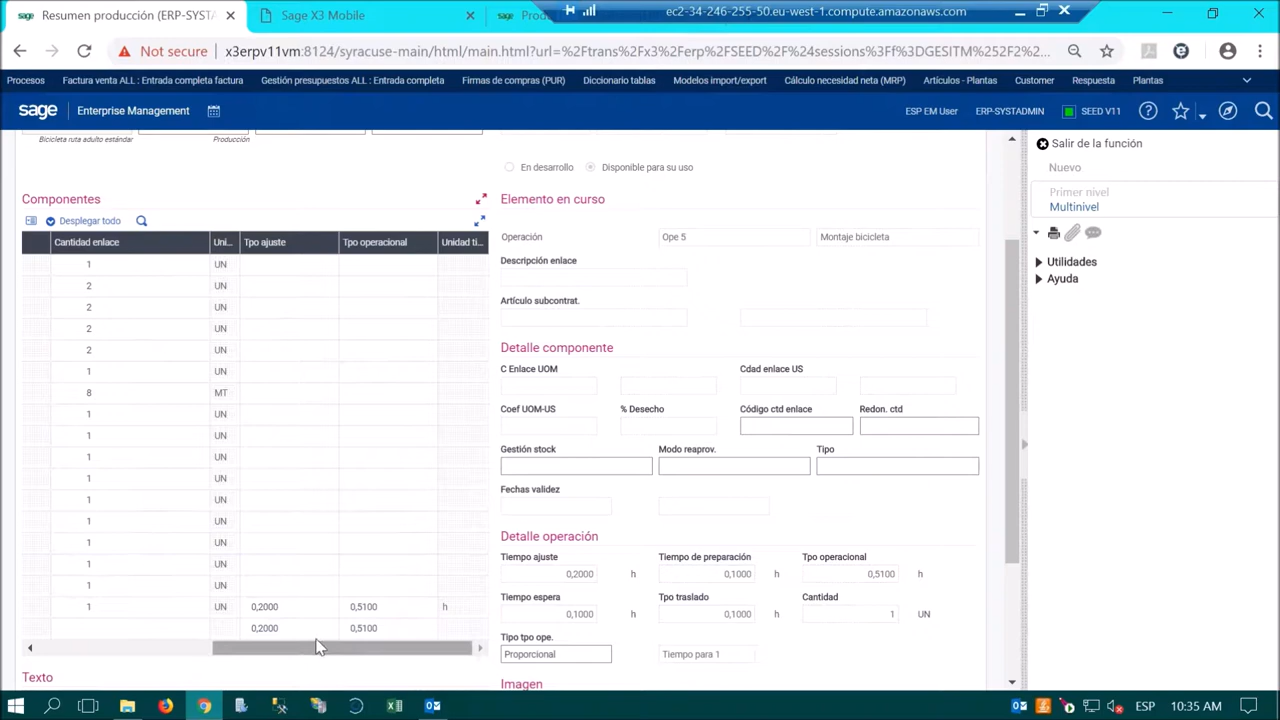 Resumen producción (ERP-SYSTA
Sage X3 Mobile
Produ
ec2-34-246-255-50.eu-west-1.compute.amazonaws.com
Not secure
x3erpv11vm:8124/syracuse-main/html/main.html?url=%2Ftrans%2Fx3%2Ferp%2FSEED%2F%24sessions%3Ff%3DGESITM%252F2%...
Procesos
Factura venta ALL : Entrada completa factura
Gestión presupuestos ALL : Entrada completa
Firmas de compras (PUR)
Diccionario tablas
Modelos import/export
Cálculo necesidad neta (MRP)
Artículos - Plantas
Customer
Respuesta
Plantas
sage
Enterprise Management
ESP EM User
ERP-SYSTADMIN
SEED V11
Bicicleta ruta adulto estándar
Producción
En desarrollo
Disponible para su uso
Salir de la función
Nuevo
Primer nivel
Multinivel
Utilidades
Ayuda
Componentes
Desplegar todo
Cantidad enlace Uni... Tpo ajuste Tpo operacional Unidad ti...
1 UN
2 UN
2 UN
2 UN
2 UN
1 UN
8 MT
1 UN
1 UN
1 UN
1 UN
1 UN
1 UN
1 UN
1 UN
1 UN
1 UN 0,2000 0,5100 h
0,2000 0,5100
Texto
Elemento en curso
Operación Ope 5 Montaje bicicleta
Descripción enlace
Artículo subcontrat.
Detalle componente
C Enlace UOM Cdad enlace US
Coef UOM-US % Desecho Código ctd enlace Redon. ctd
Gestión stock Modo reaprov. Tipo
Fechas validez
Detalle operación
Tiempo ajuste Tiempo de preparación Tpo operacional
0,2000 h 0,1000 h 0,5100 h
Tiempo espera Tpo traslado Cantidad
0,1000 h 0,1000 h 1 UN
Tipo tpo ope.
Proporcional Tiempo para 1
Imagen
ESP
10:35 AM